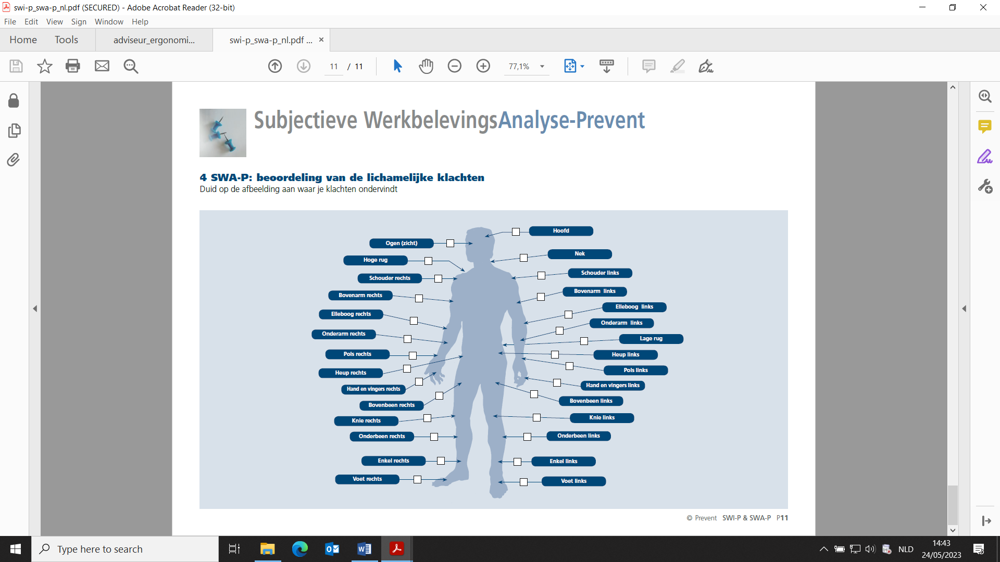 swi-p_swa-p_nl.pdf (SECURED) - Adobe Acrobat Reader (32-bit)
File Edit View Sign Window Help
Home Tools adviseur_ergonomi... swi-p_swa-p_nl.pdf ... ×
11 / 11 77,1%
Subjectieve WerkbelevingsAnalyse-Prevent
4 SWA-P: beoordeling van de lichamelijke klachten
Duid op de afbeelding aan waar je klachten ondervindt
Hoofd
Ogen (zicht)
Nek
Hoge rug
Schouder links
Schouder rechts
Bovenarm links
Bovenarm rechts
Elleboog links
Elleboog rechts
Onderarm links
Onderarm rechts
Lage rug
Pols rechts
Heup links
Heup rechts
Pols links
Hand en vingers rechts
Hand en vingers links
Bovenbeen rechts
Bovenbeen links
Knie rechts
Knie links
Onderbeen rechts
Onderbeen links
Enkel rechts
Enkel links
Voet rechts
Voet links
© Prevent SWI-P & SWA-P P11
Type here to search
NLD
14:43
24/05/2023